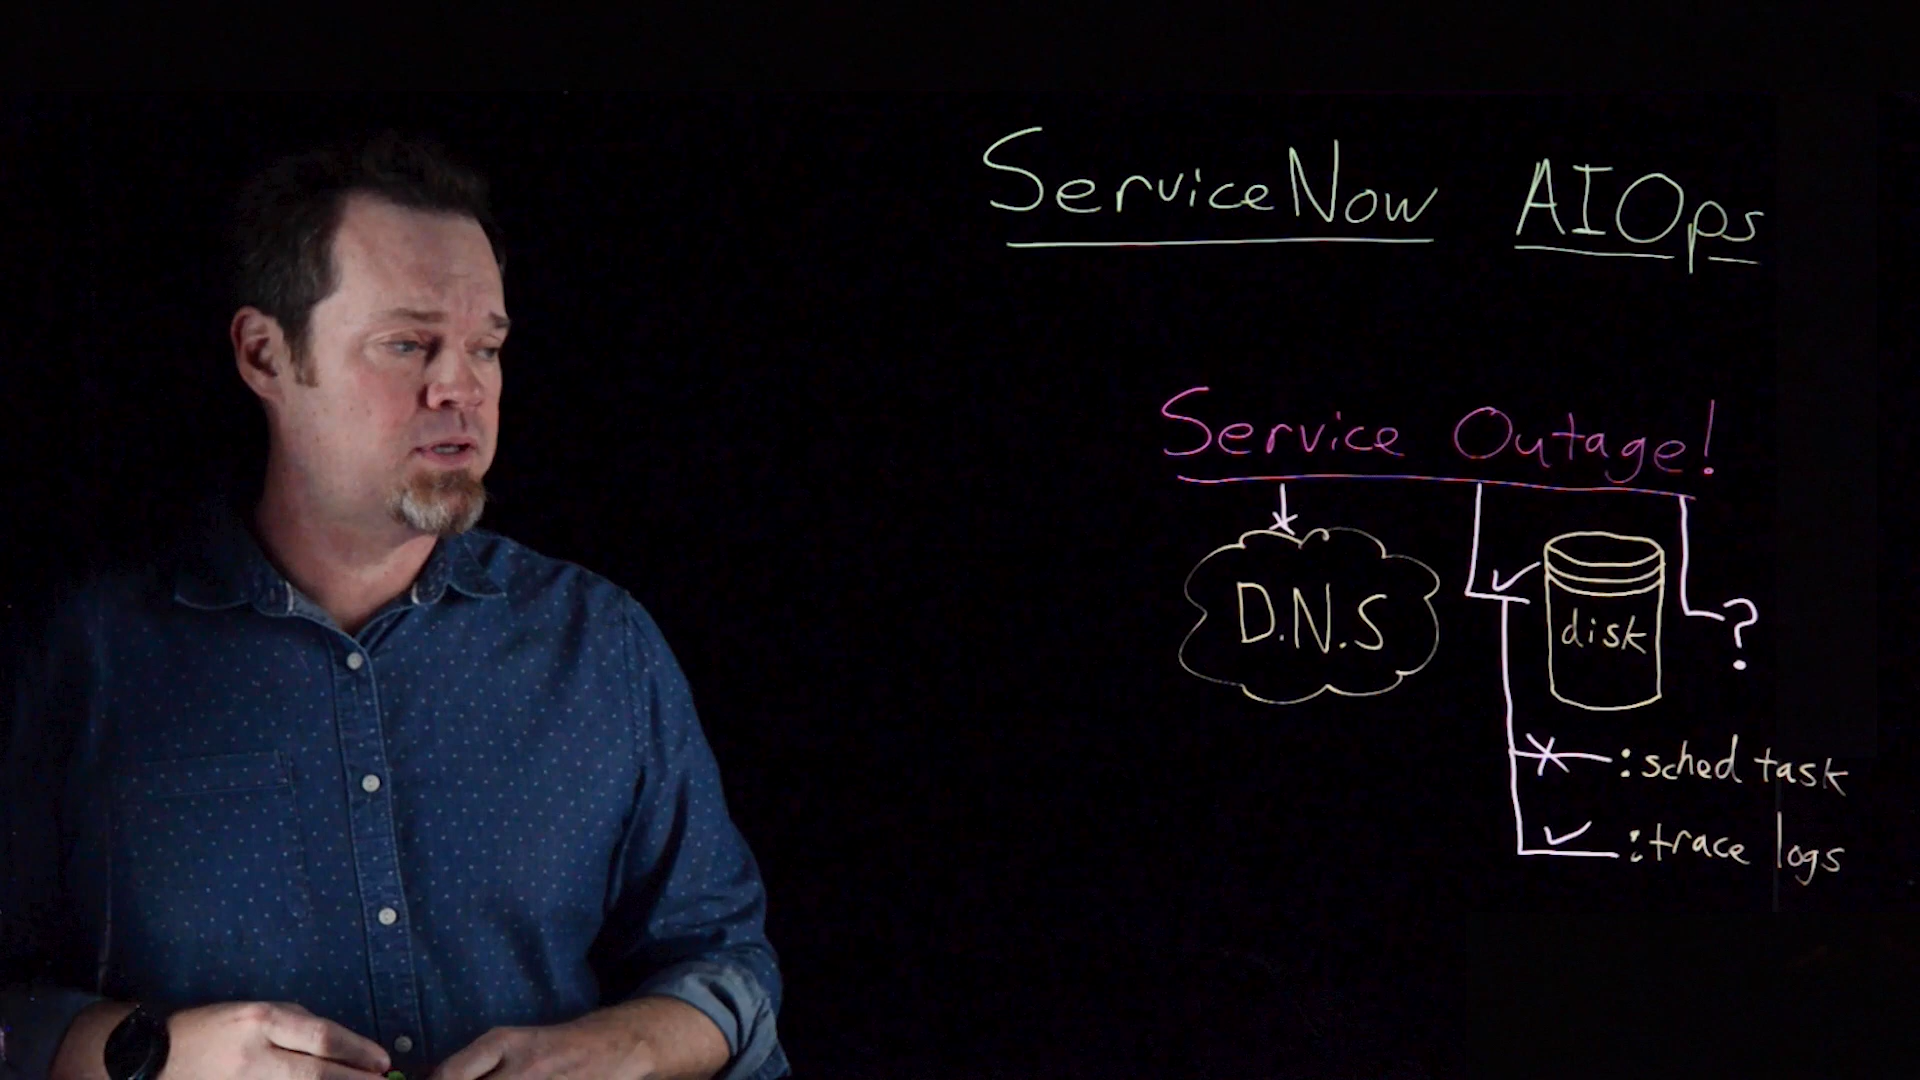 ServiceNow AIOps
Service Outage!
D.N.S
disk
?
:sched task
:trace logs